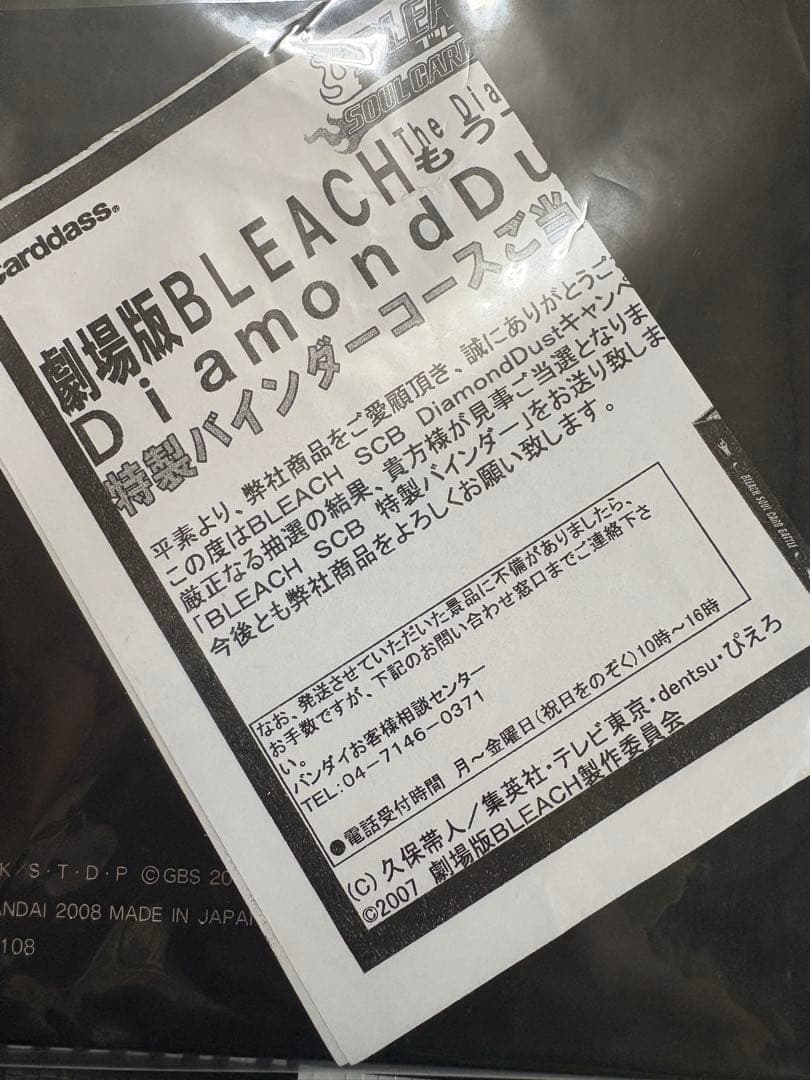 Carddass®
BLEA
SOUL CARD
劇場版BLEACH The Dia
もう一
DiamondDu
特製バインダーコースご当
平素より、弊社商品をご愛顧頂き、誠にありがとうご
この度はBLEACH SCB DiamondDustキャンペ
厳正なる抽選の結果、貴方様が見事ご当選となりま
「BLEACH SCB 特製バインダー」をお送り致しま
今後とも弊社商品をよろしくお願い致します。
なお、発送させていただいた景品に不備がありましたら、
お手数ですが、下記のお問い合わせ窓口までご連絡下さ
い。
バンダイお客様相談センター
TEL:04-7146-0371
●電話受付時間 月～金曜日(祝日をのぞく)10時～16時
(C)久保帯人／集英社・テレビ東京・dentsu・ぴえろ
©2007 劇場版BLEACH製作委員会
BLEACH SOUL CARD BATTLE
K/S・T・D・P ©GBS 20
ANDAI 2008 MADE IN JAPAN
108